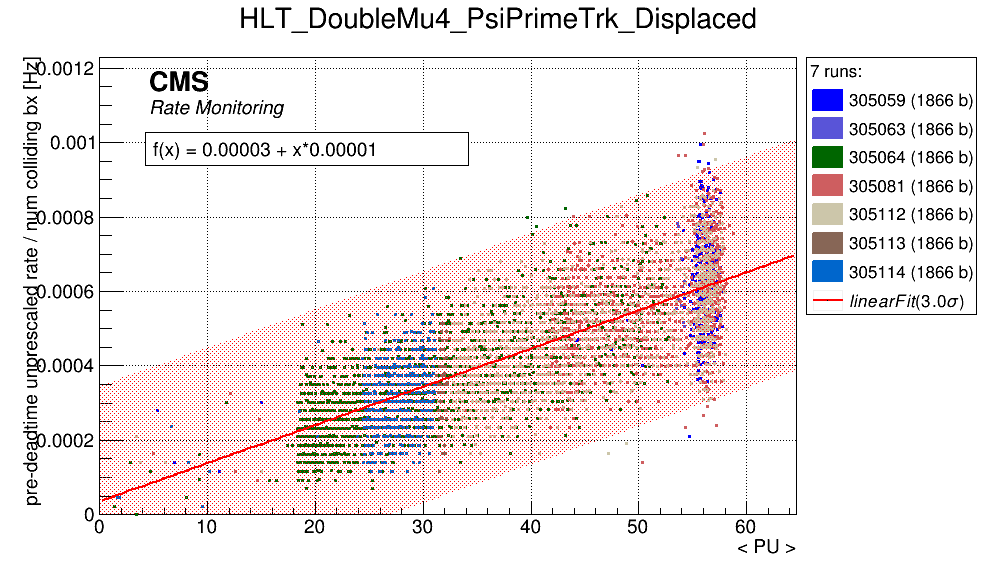 HLT_DoubleMu4_PsiPrimeTrk_Displaced
pre-deadtime unprescaled rate / num colliding bx [Hz]
0.0012
0.001
0.0008
0.0006
0.0004
0.0002
0
CMS
Rate Monitoring
f(x) = 0.00003 + x*0.00001
0 10 20 30 40 50 60
< PU >
7 runs:
305059 (1866 b)
305063 (1866 b)
305064 (1866 b)
305081 (1866 b)
305112 (1866 b)
305113 (1866 b)
305114 (1866 b)
linearFit(3.0σ)